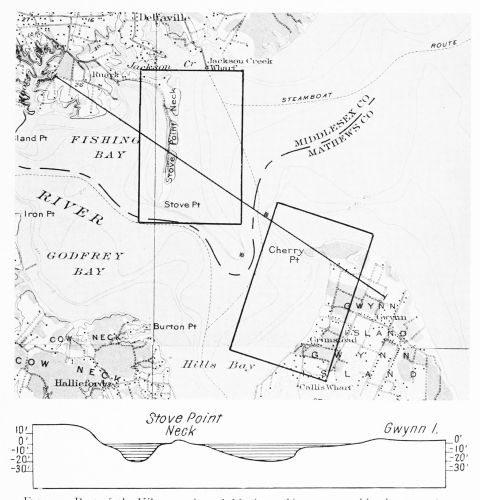 Deltaville
Jackson Cr
Jackson Creek
Wharf
Ruark
26
ROUTE
STEAMBOAT
Stove Point Neck
MIDDLESEX CO
MATHEWS CO
FISHING
BAY
land Pt
Stove Pt
RIVER
Iron Pt
GODFREY
BAY
Cherry
Pt
GWYNN
Gwynn
ISLAND
Grimstead
GWYNN
ISLAND
Callis Wharf
Burton Pt
Hills Bay
COW NECK
COW NECK
Hallieford
Stove Point
Neck
Gwynn I.
10'
0'
-10'
-20'
-30'
0'
-10'
-20'
-30'